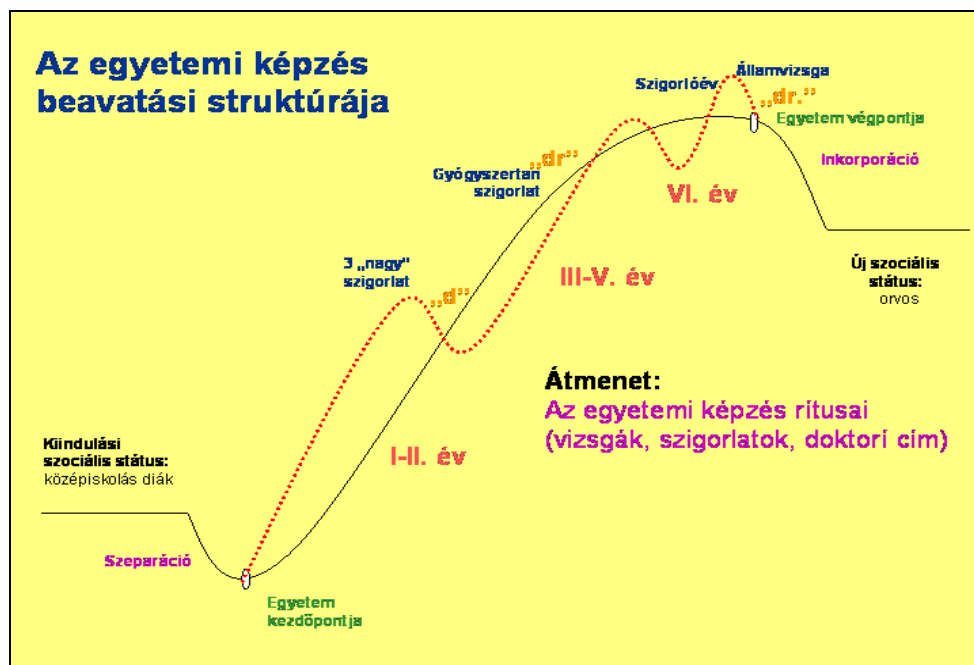 Az egyetemi képzés
beavatási struktúrája
Szigorlóév
Államvizsga
„dr.”
Egyetem végpontja
Inkorporáció
„dr”
Gyógyszertan
szigorlat
VI. év
3 „nagy”
szigorlat
„d”
III-V. év
Új szociális
státus:
orvos
Átmenet:
Az egyetemi képzés rítusai
(vizsgák, szigorlatok, doktorí cím)
Kiindulási
szociális státus:
középiskolás diák
I-II. év
Szeparáció
Egyetem
kezdőpontja